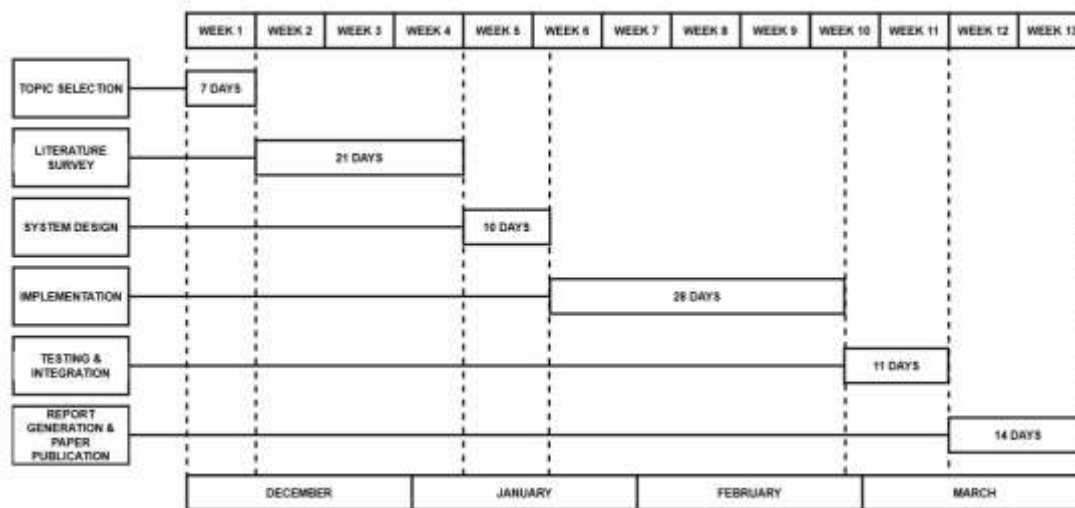 WEEK 1 WEEK 2 WEEK 3 WEEK 4 WEEK 5 WEEK 6 WEEK 7 WEEK 8 WEEK 9 WEEK 10 WEEK 11 WEEK 12 WEEK 13
TOPIC SELECTION
7 DAYS
LITERATURE
SURVEY
21 DAYS
SYSTEM DESIGN
10 DAYS
IMPLEMENTATION
28 DAYS
TESTING &
INTEGRATION
11 DAYS
REPORT
GENERATION &
PAPER
PUBLICATION
14 DAYS
DECEMBER JANUARY FEBRUARY MARCH